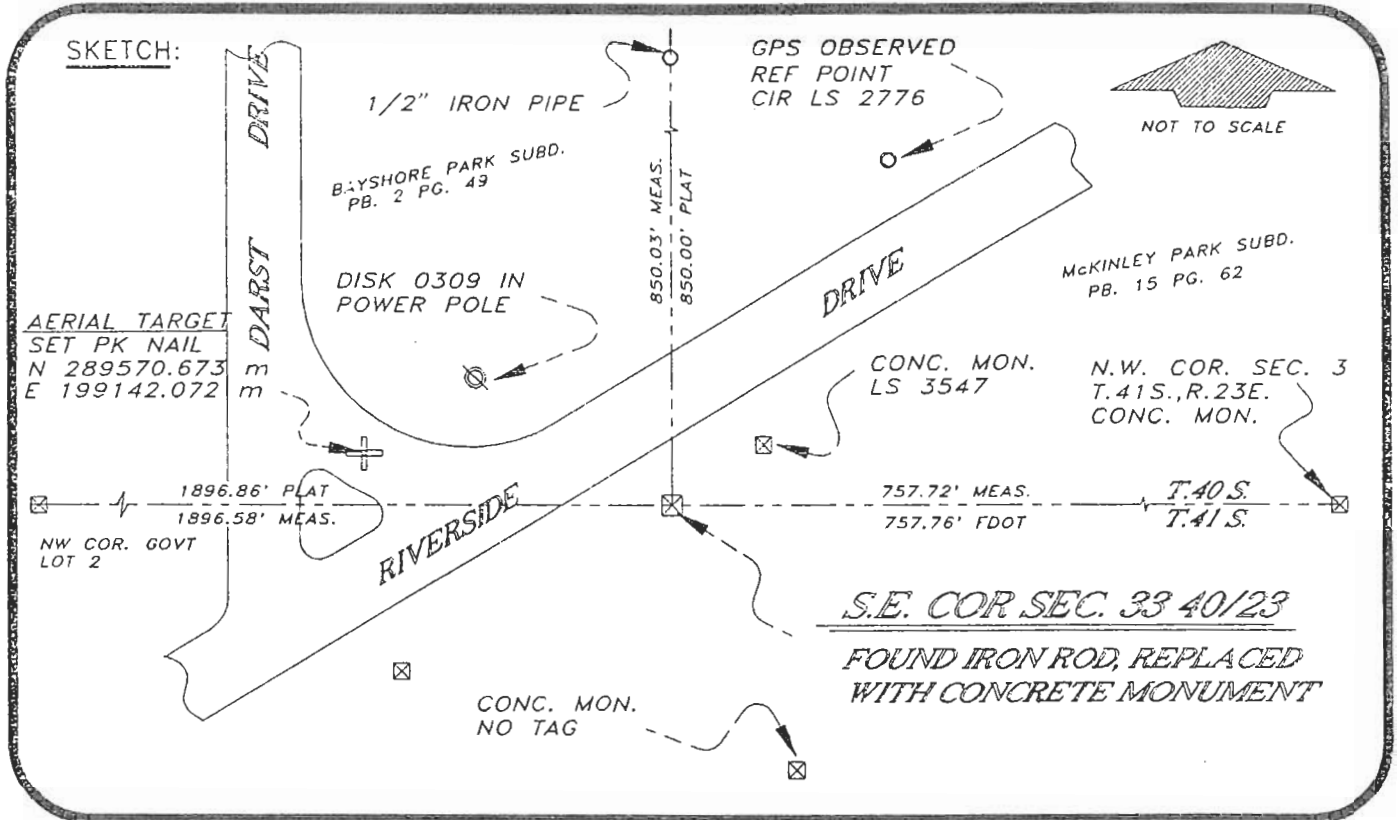 SKETCH:
1/2" IRON PIPE
GPS OBSERVED
REF POINT
CIR LS 2776
NOT TO SCALE
DARST DRIVE
BAYSHORE PARK SUBD.
PB. 2 PG. 49
850.03' MEAS.
850.00' PLAT
McKINLEY PARK SUBD.
PB. 15 PG. 62
DISK 0309 IN
POWER POLE
AERIAL TARGET
SET PK NAIL
N 289570.673 m
E 199142.072 m
RIVERSIDE DRIVE
CONC. MON.
LS 3547
N.W. COR. SEC. 3
T.41S.,R.23E.
CONC. MON.
1896.86' PLAT
1896.58' MEAS.
NW COR. GOVT
LOT 2
757.72' MEAS.
757.76' FDOT
T.40 S.
T.41 S.
S.E. COR SEC. 33 40/23
FOUND IRON ROD, REPLACED
WITH CONCRETE MONUMENT
CONC. MON.
NO TAG